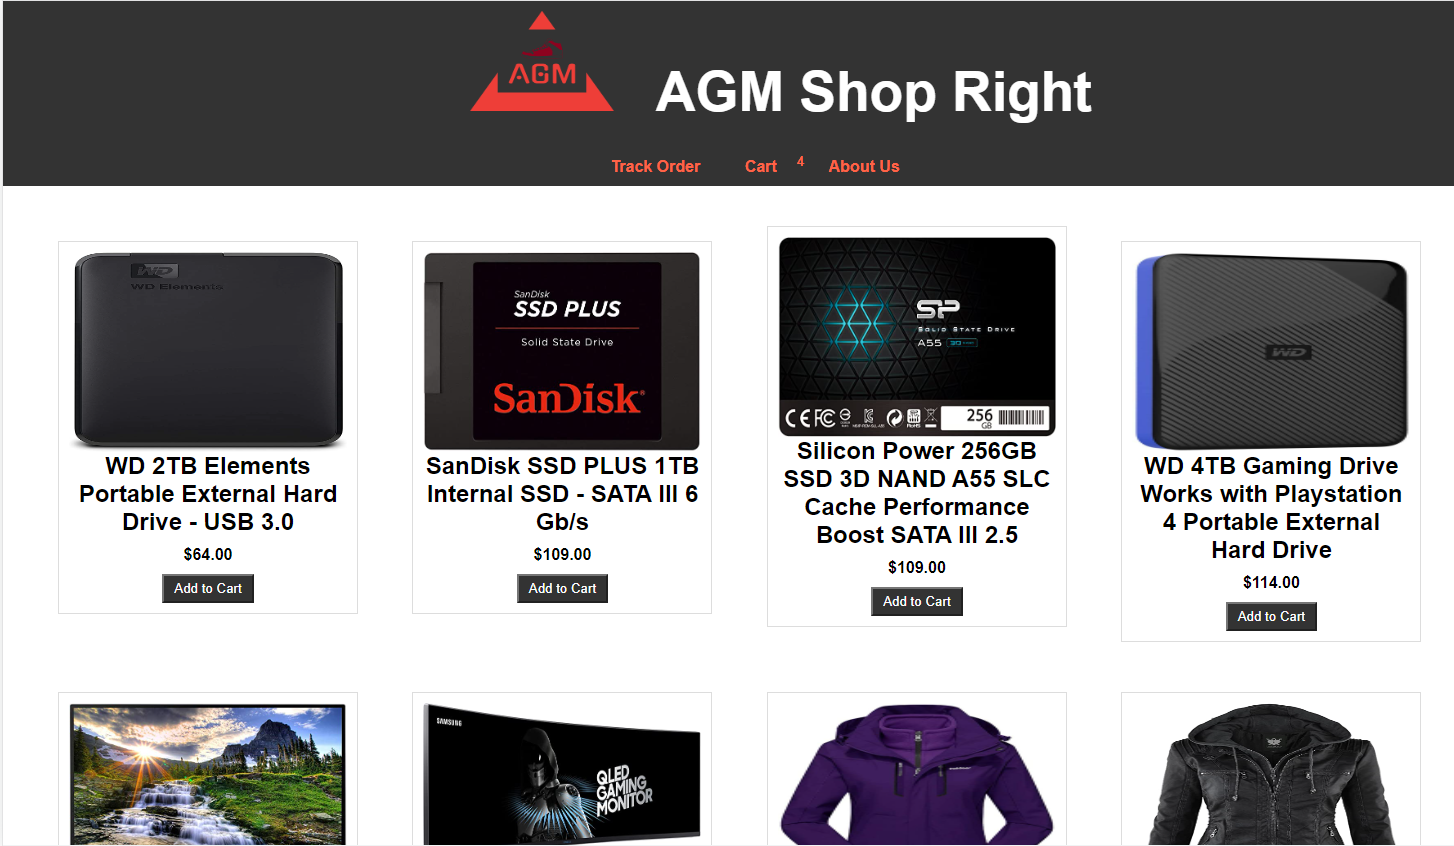 AGM
AGM Shop Right
Track Order Cart 4 About Us
WD
WD Elements
WD 2TB Elements
Portable External Hard
Drive - USB 3.0
$64.00
Add to Cart
SanDisk
SSD PLUS
Solid State Drive
SanDisk
SanDisk SSD PLUS 1TB
Internal SSD - SATA III 6
Gb/s
$109.00
Add to Cart
SP
Solid State Drive
A55
256
GB
Silicon Power 256GB
SSD 3D NAND A55 SLC
Cache Performance
Boost SATA III 2.5
$109.00
Add to Cart
WD
WD 4TB Gaming Drive
Works with Playstation
4 Portable External
Hard Drive
$114.00
Add to Cart
SAMSUNG
QLED
GAMING
MONITOR